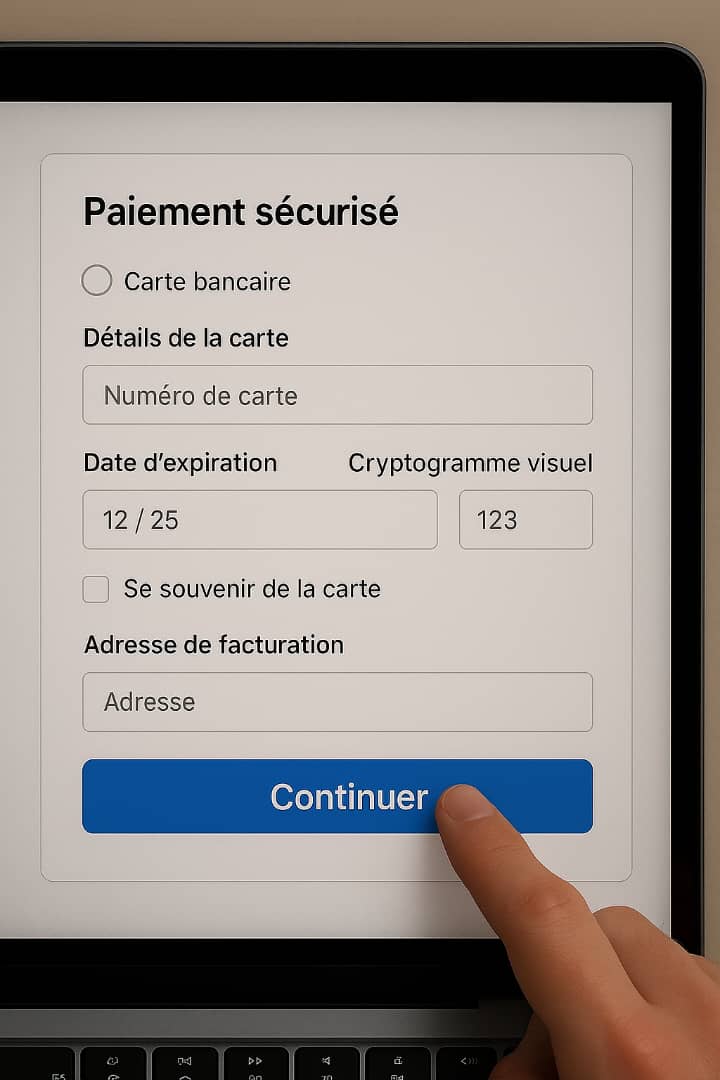 Paiement sécurisé
Carte bancaire
Détails de la carte
Numéro de carte
Date d’expiration Cryptogramme visuel
12 / 25 123
Se souvenir de la carte
Adresse de facturation
Adresse
Continuer